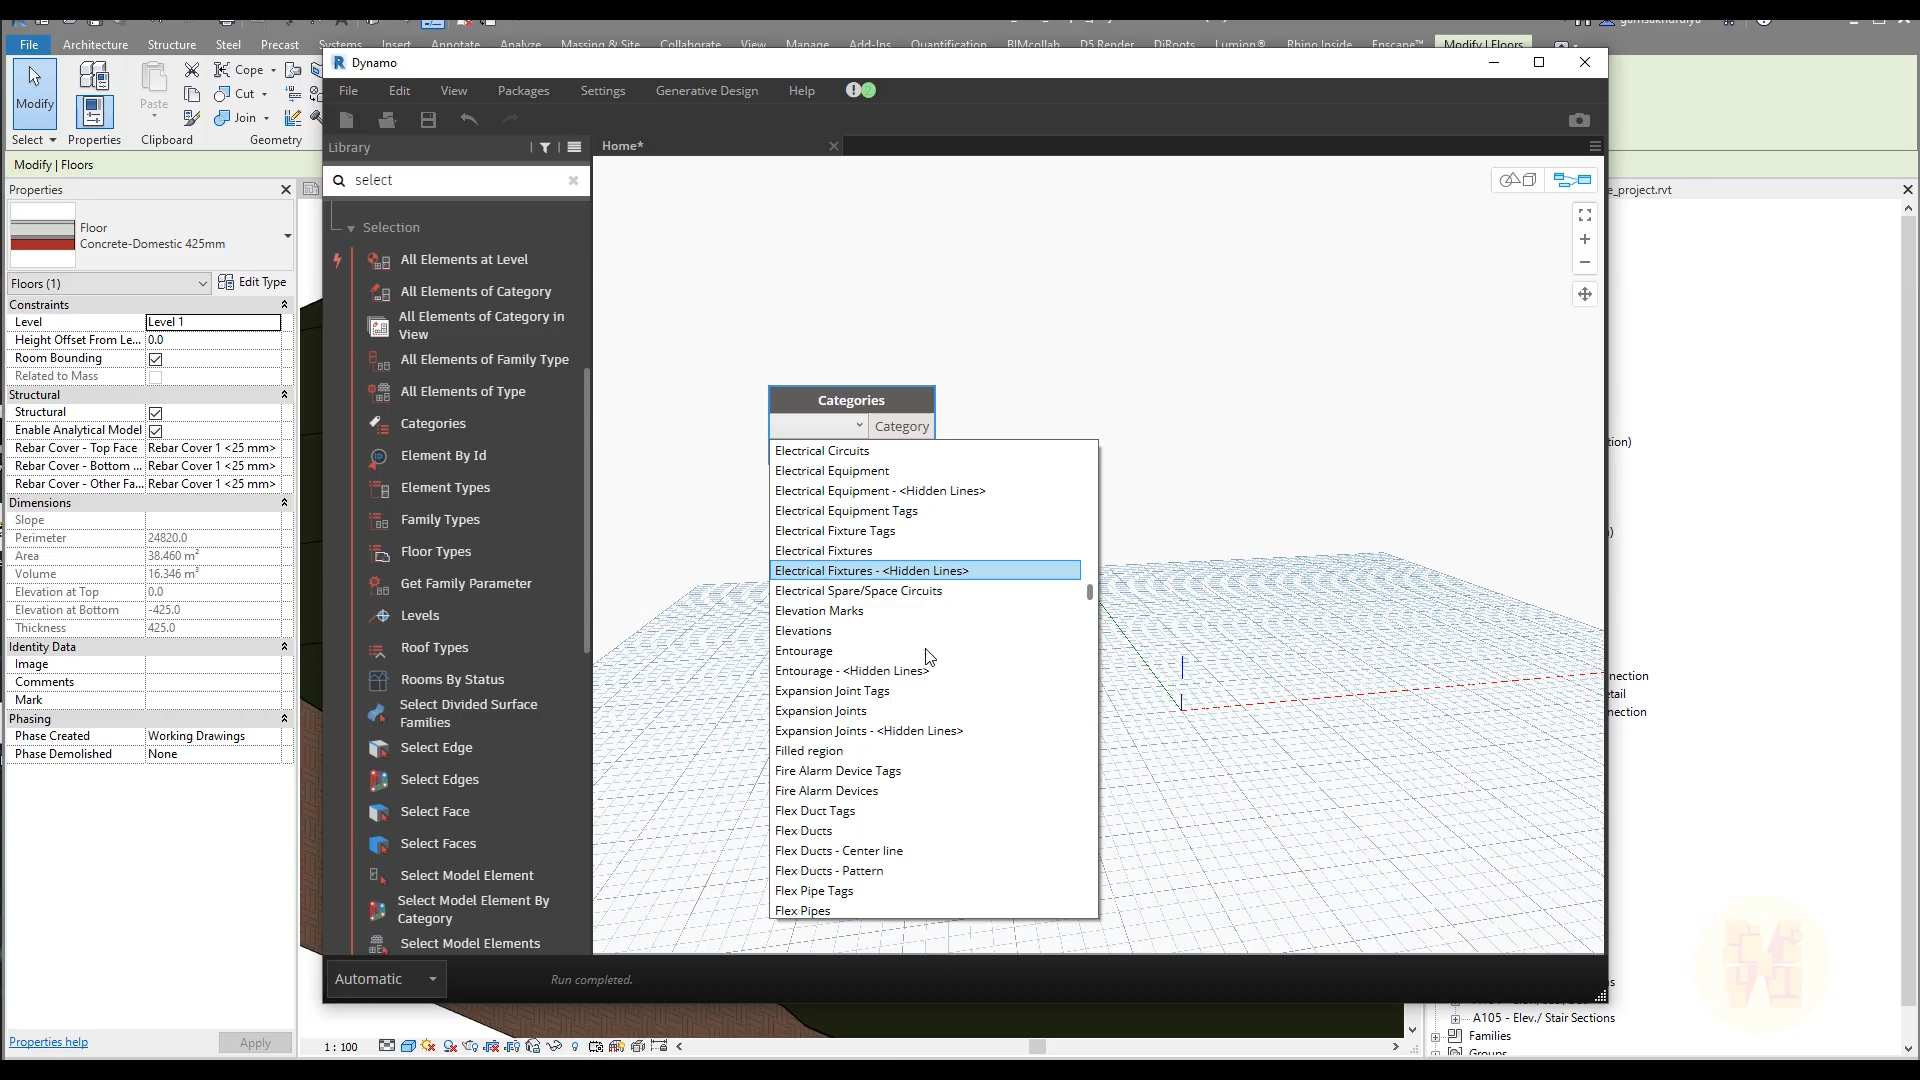 File
Architecture
Structure
Steel
Precast
Systems
Insert
Annotate
Analyze
Massing & Site
Collaborate
View
Manage
Add-Ins
Quantification
BIMcollab
D5 Render
DiRoots
Lumion®
Rhino Inside
Enscape™
Modify | Floors
Modify
Paste
Cope
Cut
Join
Select
Properties
Clipboard
Geometry
Modify | Floors
Properties
Floor
Concrete-Domestic 425mm
Floors (1)
Edit Type
Constraints
Level
Level 1
Height Offset From Le...
0.0
Room Bounding
Related to Mass
Structural
Structural
Enable Analytical Model
Rebar Cover - Top Face
Rebar Cover 1 <25 mm>
Rebar Cover - Bottom ...
Rebar Cover 1 <25 mm>
Rebar Cover - Other Fa...
Rebar Cover 1 <25 mm>
Dimensions
Slope
Perimeter
24820.0
Area
38.460 m²
Volume
16.346 m³
Elevation at Top
0.0
Elevation at Bottom
-425.0
Thickness
425.0
Identity Data
Image
Comments
Mark
Phasing
Phase Created
Working Drawings
Phase Demolished
None
Properties help
Apply
Dynamo
File
Edit
View
Packages
Settings
Generative Design
Help
Library
Home*
select
Selection
All Elements at Level
All Elements of Category
All Elements of Category in
View
All Elements of Family Type
All Elements of Type
Categories
Element By Id
Element Types
Family Types
Floor Types
Get Family Parameter
Levels
Roof Types
Rooms By Status
Select Divided Surface
Families
Select Edge
Select Edges
Select Face
Select Faces
Select Model Element
Select Model Element By
Category
Select Model Elements
Automatic
Run completed.
Categories
Category
Electrical Circuits
Electrical Equipment
Electrical Equipment - <Hidden Lines>
Electrical Equipment Tags
Electrical Fixture Tags
Electrical Fixtures
Electrical Fixtures - <Hidden Lines>
Electrical Spare/Space Circuits
Elevation Marks
Elevations
Entourage
Entourage - <Hidden Lines>
Expansion Joint Tags
Expansion Joints
Expansion Joints - <Hidden Lines>
Filled region
Fire Alarm Device Tags
Fire Alarm Devices
Flex Duct Tags
Flex Ducts
Flex Ducts - Center line
Flex Ducts - Pattern
Flex Pipe Tags
Flex Pipes
e_project.rvt
tion)
)
nection
etail
nection
s
A105 - Elev./ Stair Sections
Families
Groups
1 : 100